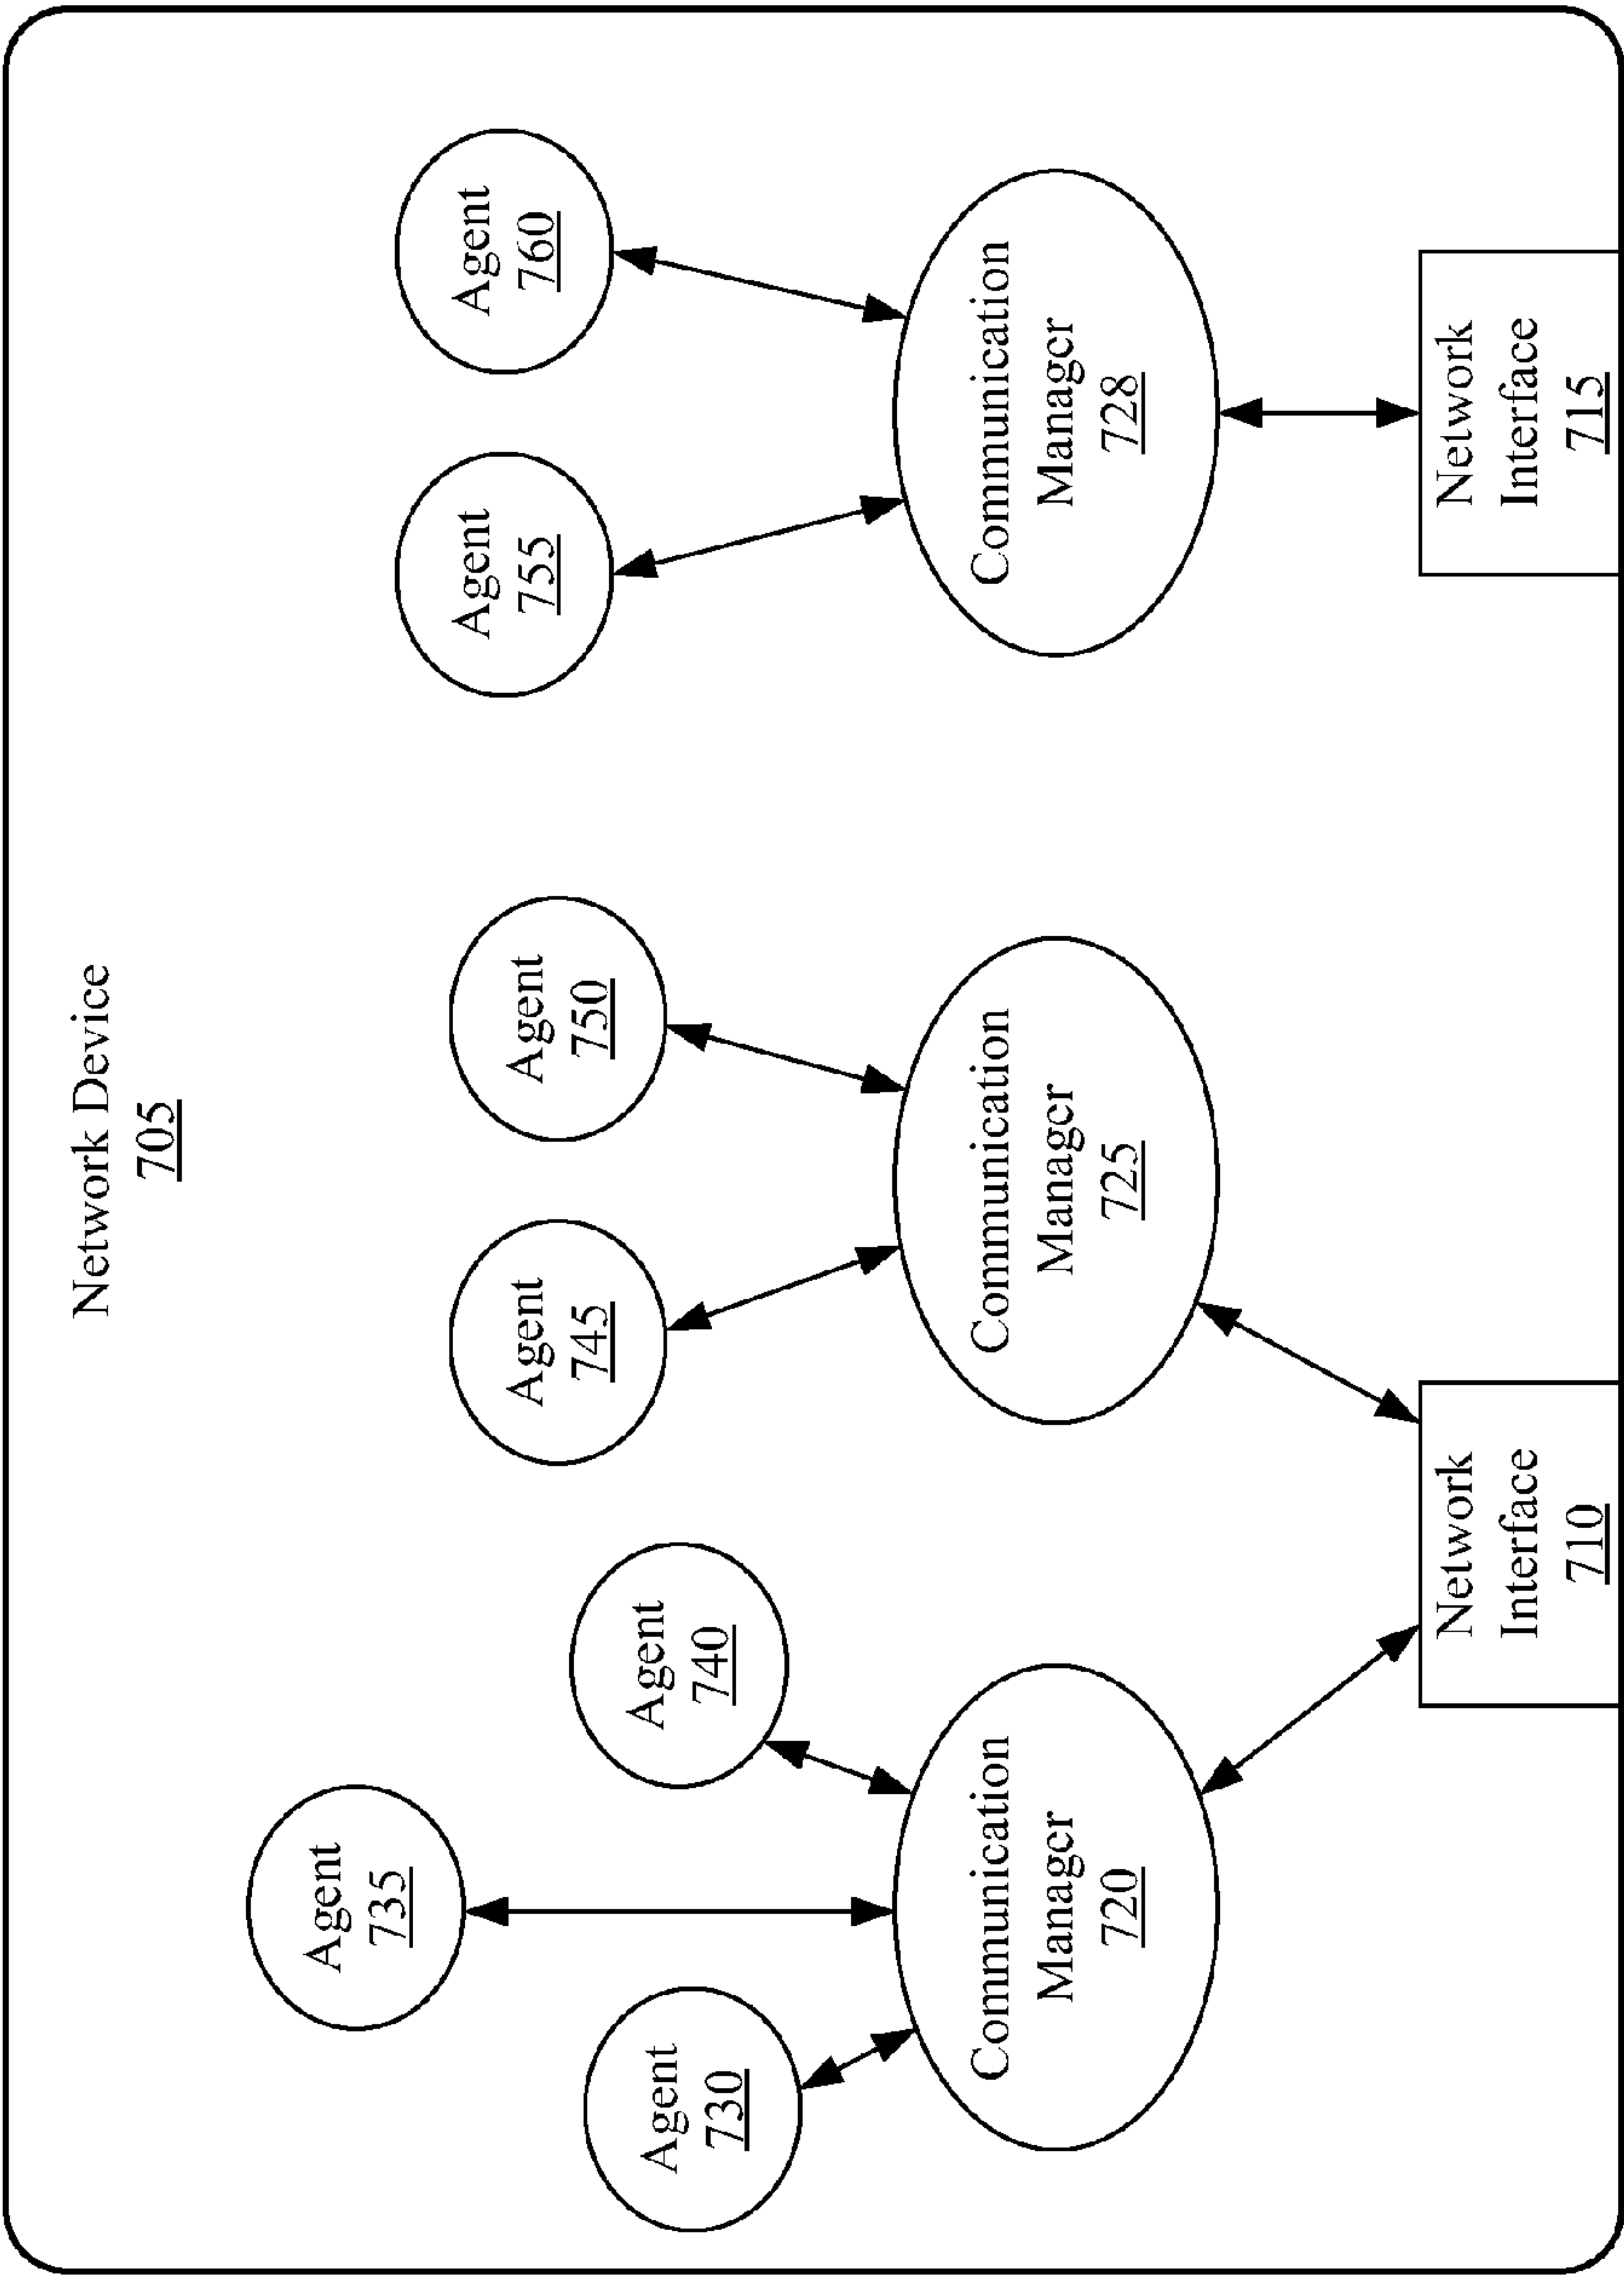 Network Device
705
Agent
735
Agent
730
Agent
740
Agent
745
Agent
750
Agent
755
Agent
760
Communication
Manager
720
Communication
Manager
725
Communication
Manager
728
Network
Interface
710
Network
Interface
715